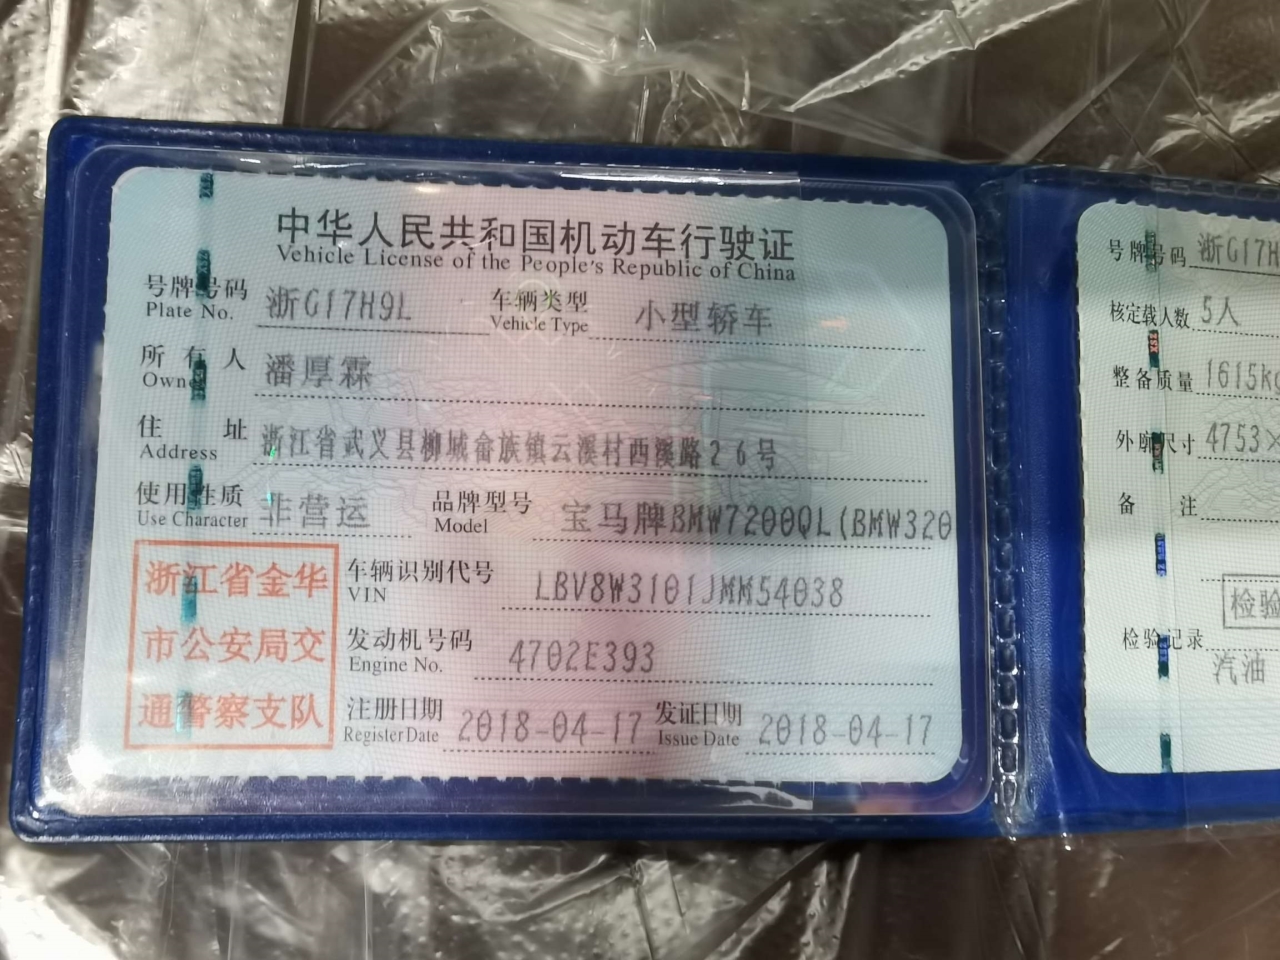 中华人民共和国机动车行驶证
Vehicle License of the People's Republic of China
号牌号码 浙G17H9L 车辆类型 小型轿车
Plate No. Vehicle Type
所有人 潘厚霖
Owner
住址 浙江省武义县柳城畲族镇云溪村西溪路26号
Address
使用性质 非营运 品牌型号 宝马牌BMW7200QL(BMW320
Use Character Model
浙江省金华
市公安局交
通警察支队
车辆识别代号 LBV8W3101JMM54038
VIN
发动机号码 4702E393
Engine No.
注册日期 2018-04-17 发证日期 2018-04-17
Register Date Issue Date
号牌号码 浙G17H
核定载人数 5人
整备质量 1615kg
外廓尺寸 4753×
备注
检验
检验记录
汽油